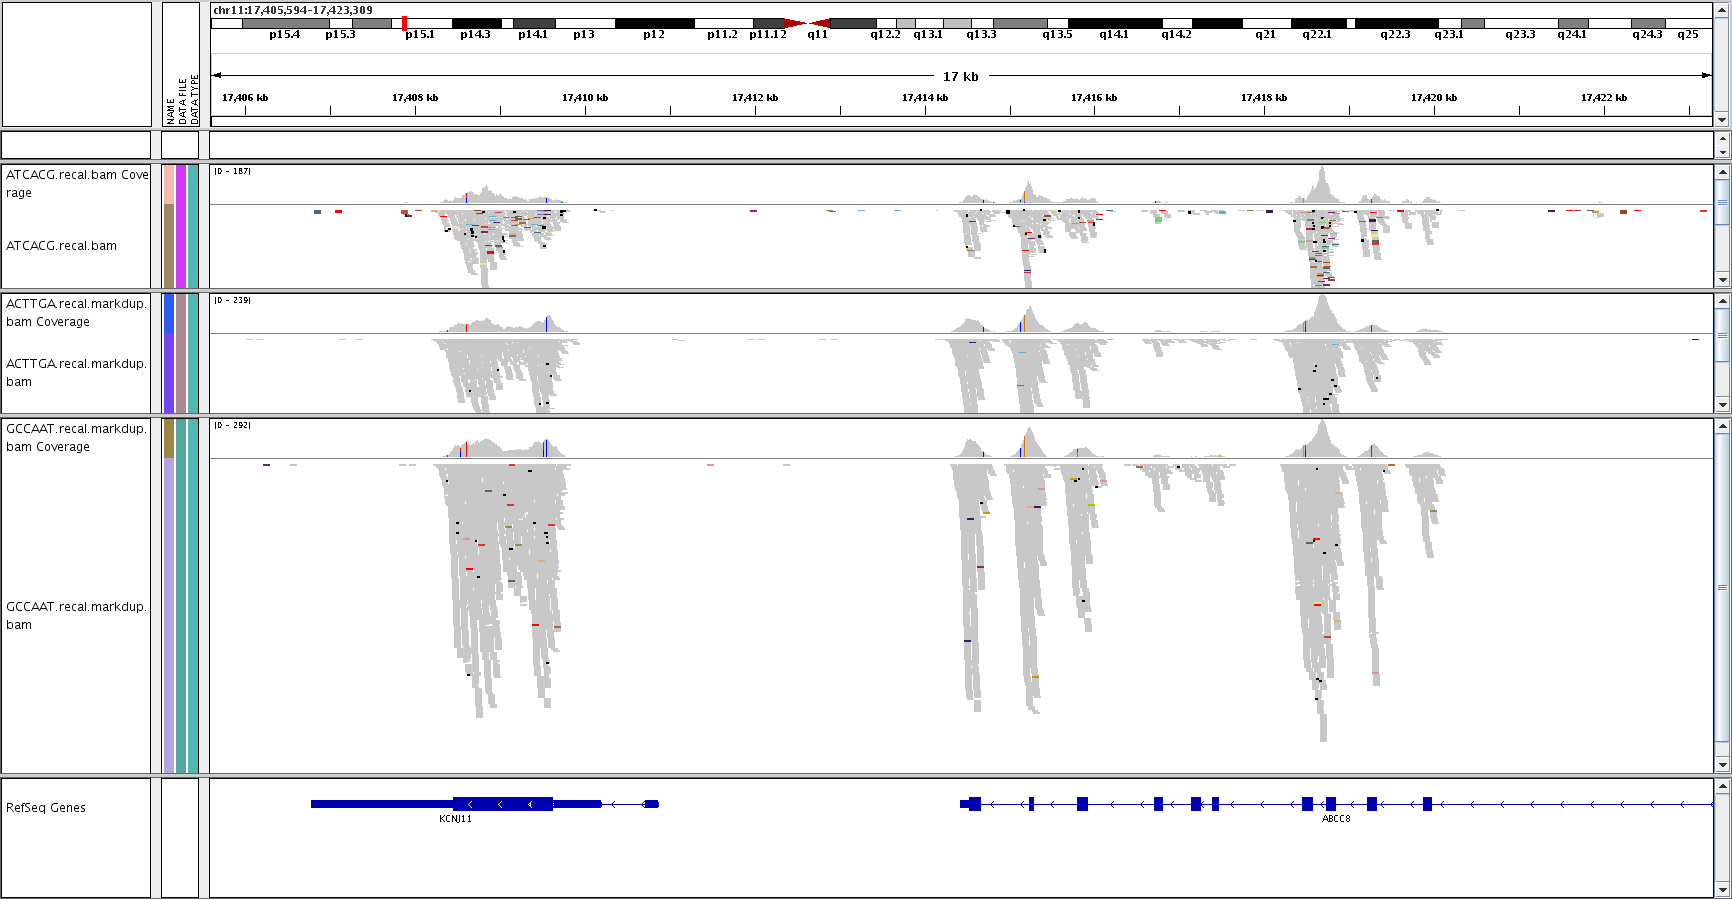 chr11:17,405,594-17,423,309
p15.4 p15.3 p15.1 p14.3 p14.1 p13 p12 p11.2 p11.12 q11 q12.2 q13.1 q13.3 q13.5 q14.1 q14.2 q21 q22.1 q22.3 q23.1 q23.3 q24.1 q24.3 q25
17 kb
17,406 kb 17,408 kb 17,410 kb 17,412 kb 17,414 kb 17,416 kb 17,418 kb 17,420 kb 17,422 kb
NAME
DATA FILE
DATA TYPE
ATCACG.recal.bam Cove
rage
[0 - 187]
ATCACG.recal.bam
ACTTGA.recal.markdup.
bam Coverage
[0 - 239]
ACTTGA.recal.markdup.
bam
GCCAAT.recal.markdup.
bam Coverage
[0 - 292]
GCCAAT.recal.markdup.
bam
RefSeq Genes
KCNJ11
ABCC8